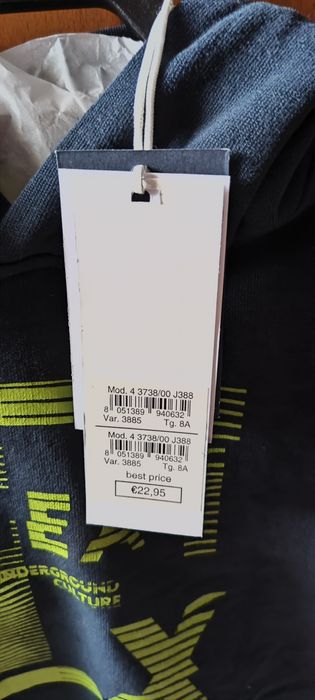 Mod. 4 3738/00 J388
8 051389 940632
Var. 3885 Tg. 8A
Mod. 4 3738/00 J388
8 051389 940632
Var. 3885 Tg. 8A
best price
€22,95
UNDERGROUND
CULTURE